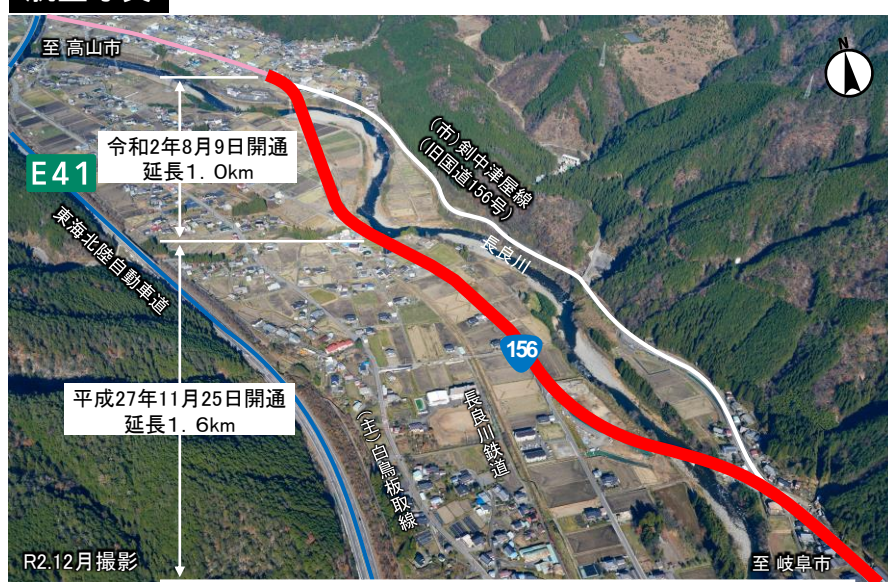 至 高山市
N
令和2年8月9日開通
延長1．0km
E41
(市)剣中津屋線
(旧国道156号)
東海北陸自動車道
長良川
156
平成27年11月25日開通
延長1．6km
(主)白鳥板取線
長良川鉄道
R2.12月撮影
至 岐阜市